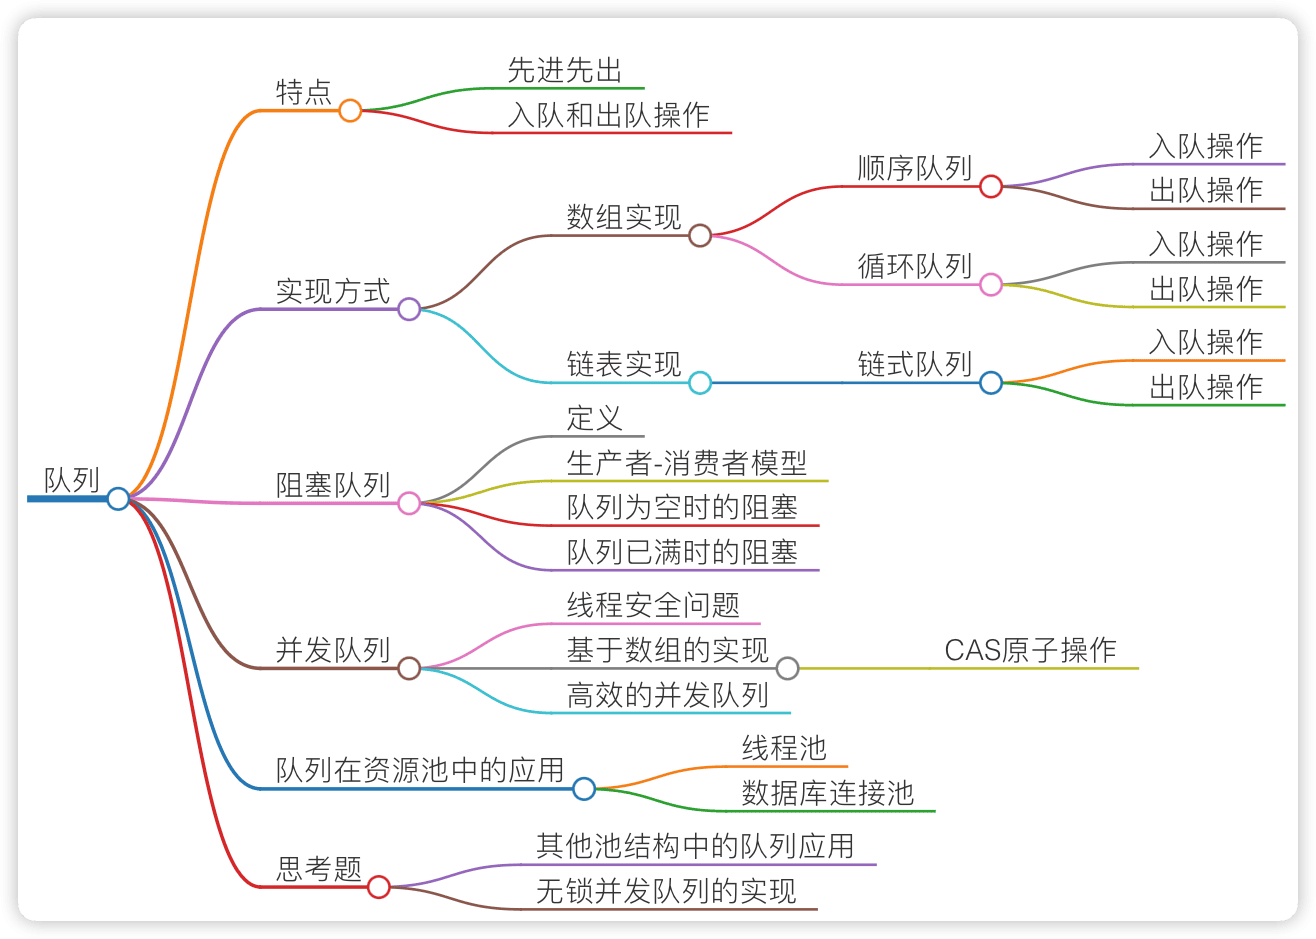 队列
特点
先进先出
入队和出队操作
实现方式
数组实现
顺序队列
入队操作
出队操作
循环队列
入队操作
出队操作
链表实现
链式队列
入队操作
出队操作
阻塞队列
定义
生产者-消费者模型
队列为空时的阻塞
队列已满时的阻塞
并发队列
线程安全问题
基于数组的实现
CAS原子操作
高效的并发队列
队列在资源池中的应用
线程池
数据库连接池
思考题
其他池结构中的队列应用
无锁并发队列的实现